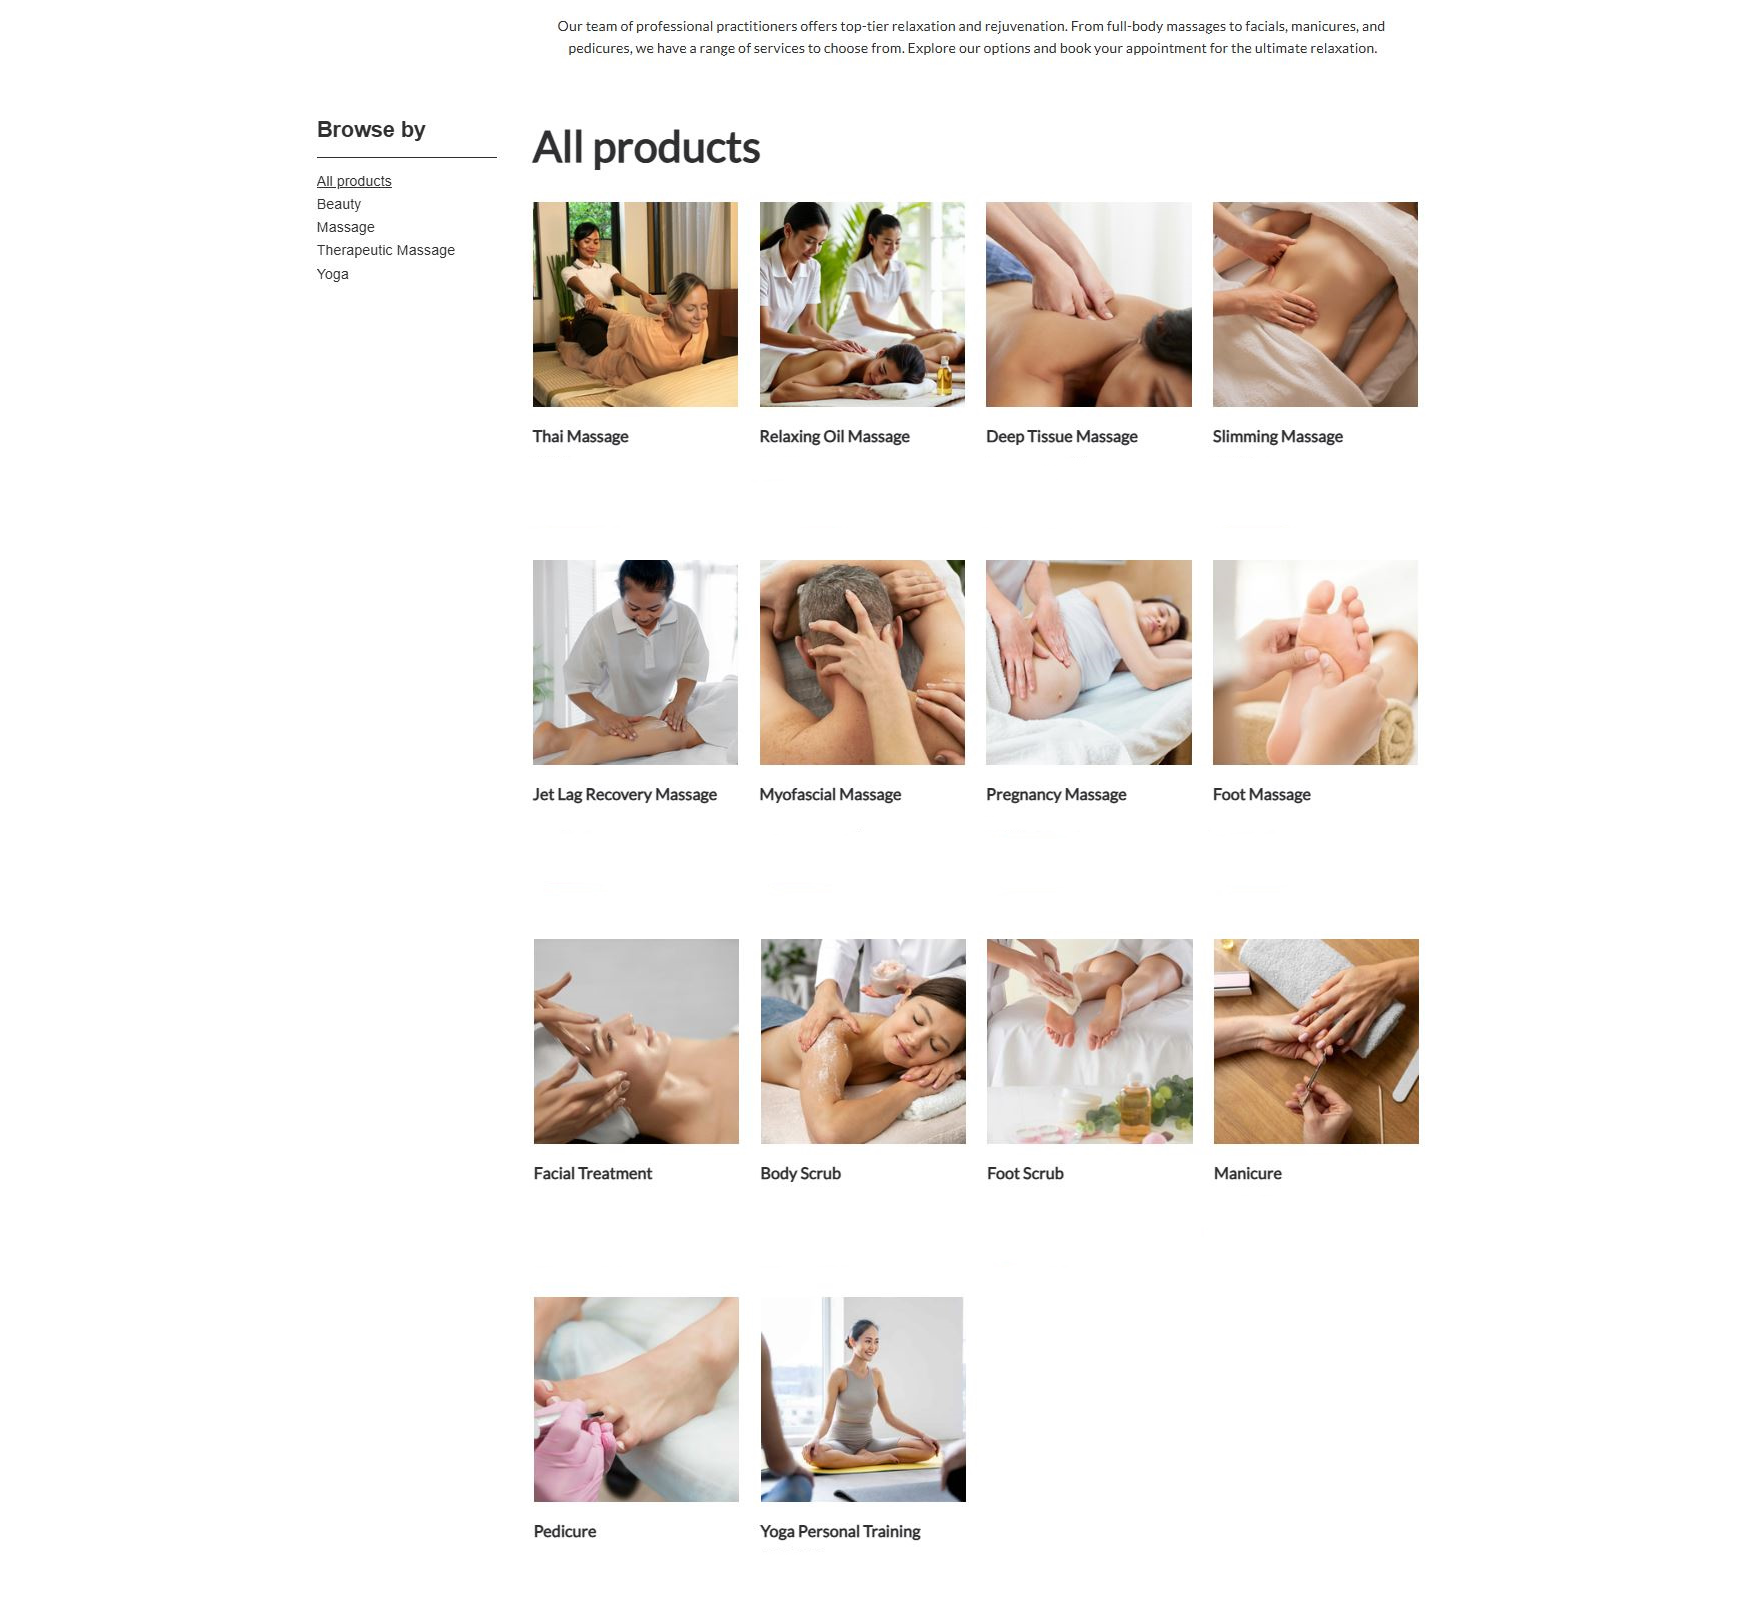 Our team of professional practitioners offers top-tier relaxation and rejuvenation. From full-body massages to facials, manicures, and
pedicures, we have a range of services to choose from. Explore our options and book your appointment for the ultimate relaxation.
Browse by
All products
Beauty
Massage
Therapeutic Massage
Yoga
All products
Thai Massage
Relaxing Oil Massage
Deep Tissue Massage
Slimming Massage
Jet Lag Recovery Massage
Myofascial Massage
Pregnancy Massage
Foot Massage
Facial Treatment
Body Scrub
Foot Scrub
Manicure
Pedicure
Yoga Personal Training